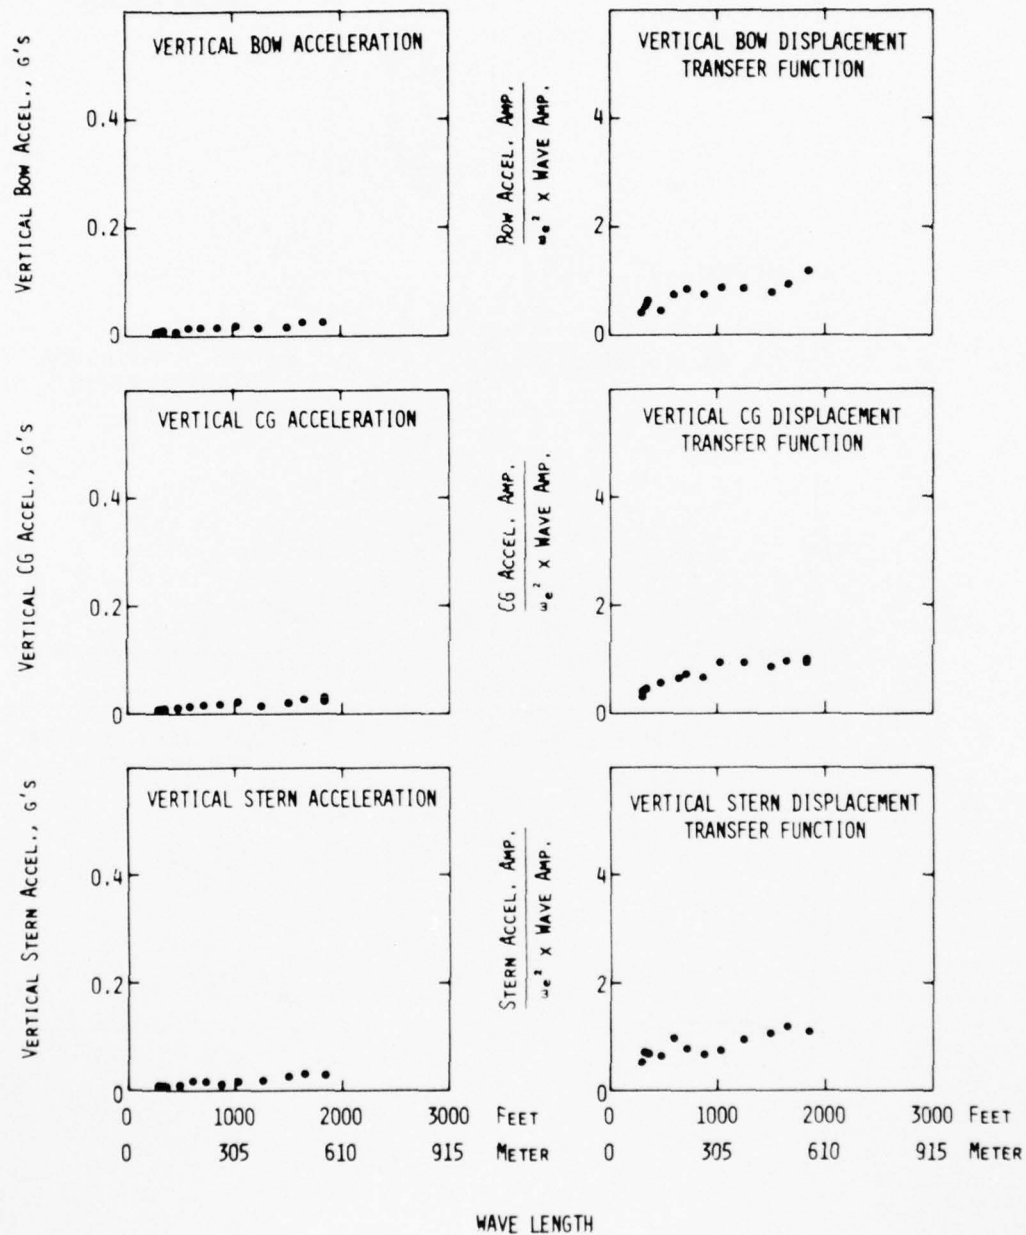 VERTICAL BOW ACCELERATION
VERTICAL BOW ACCEL., G'S
0.4
0.2
0
VERTICAL BOW DISPLACEMENT
TRANSFER FUNCTION
BOW ACCEL. AMP.
ωe² X WAVE AMP.
4
2
0
VERTICAL CG ACCELERATION
VERTICAL CG ACCEL., G'S
0.4
0.2
0
VERTICAL CG DISPLACEMENT
TRANSFER FUNCTION
CG ACCEL. AMP.
ωe² X WAVE AMP.
4
2
0
VERTICAL STERN ACCELERATION
VERTICAL STERN ACCEL., G'S
0.4
0.2
0
VERTICAL STERN DISPLACEMENT
TRANSFER FUNCTION
STERN ACCEL. AMP.
ωe² X WAVE AMP.
4
2
0
0 1000 2000 3000 FEET
0 305 610 915 METER
0 1000 2000 3000 FEET
0 305 610 915 METER
WAVE LENGTH